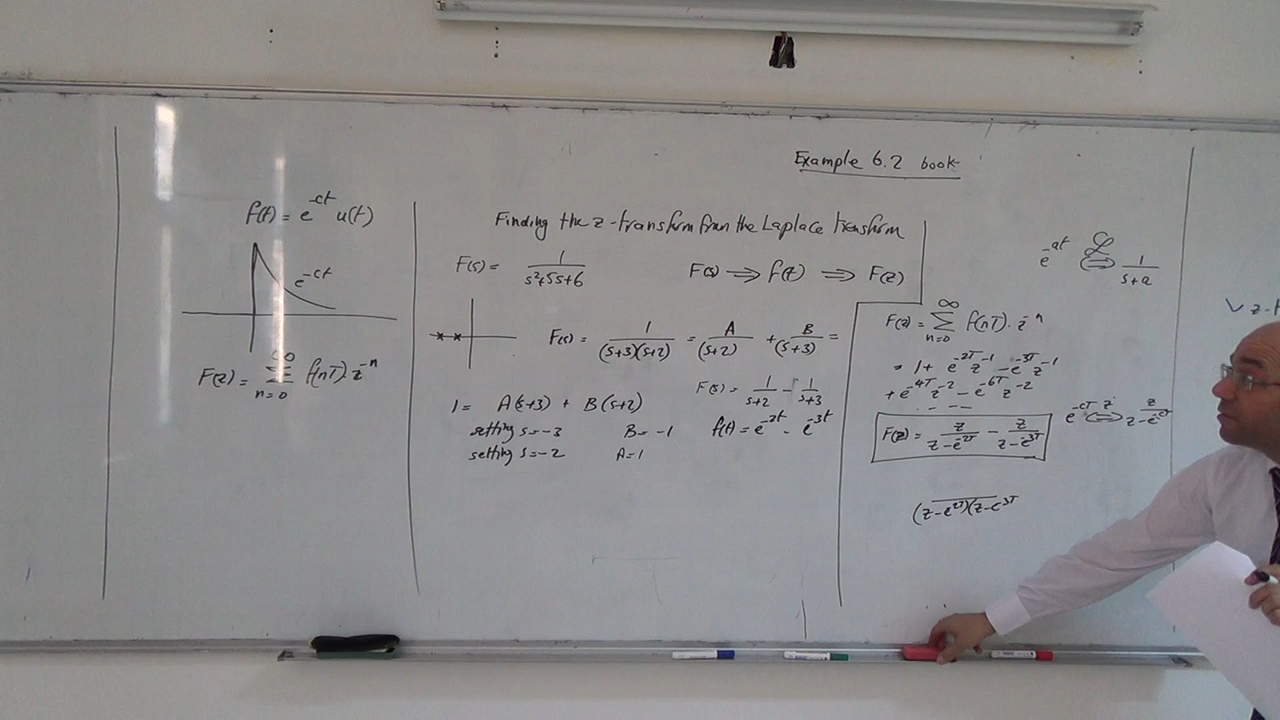 Example 6.2 book
f(t) = e^-ct u(t)
e^-ct
F(z) = ∞ Σ n=0 f(nT) z^-n
Finding the z-transform from the Laplace transform
F(s) = 1/(s²+5s+6)
F(s) ⇒ f(t) ⇒ F(z)
F(s) = 1/((s+3)(s+2)) = A/(s+2) + B/(s+3) =
1 = A(s+3) + B(s+2)
setting s=-3 B=-1
setting s=-2 A=1
F(s) = 1/(s+2) - 1/(s+3)
f(t) = e^-2t - e^-3t
e^-at ℒ ⇔ 1/(s+a)
F(z) = ∞ Σ n=0 f(nT). z^-n
= 1 + e^-2T z^-1 - e^-3T z^-1
+ e^-4T z^-2 - e^-6T z^-2
. - - -
F(z) = z/(z-e^-2T) - z/(z-e^-3T)
e^-cT z ⇔ z/(z-e^-cT)
(z-e^2T)(z-e^3T